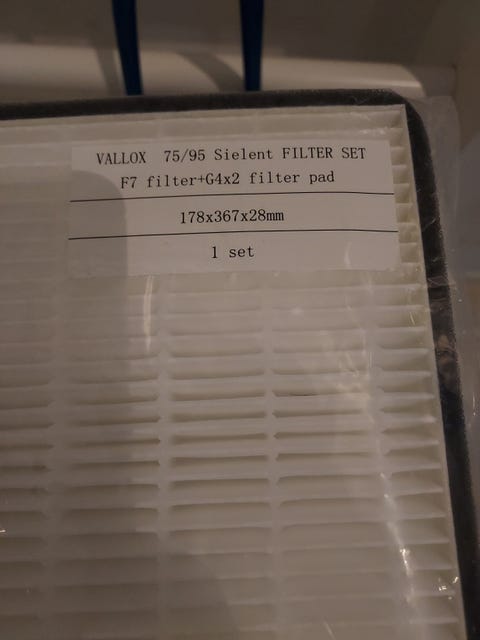 VALLOX 75/95 Sielent FILTER SET
F7 filter+G4x2 filter pad
178x367x28mm
1 set